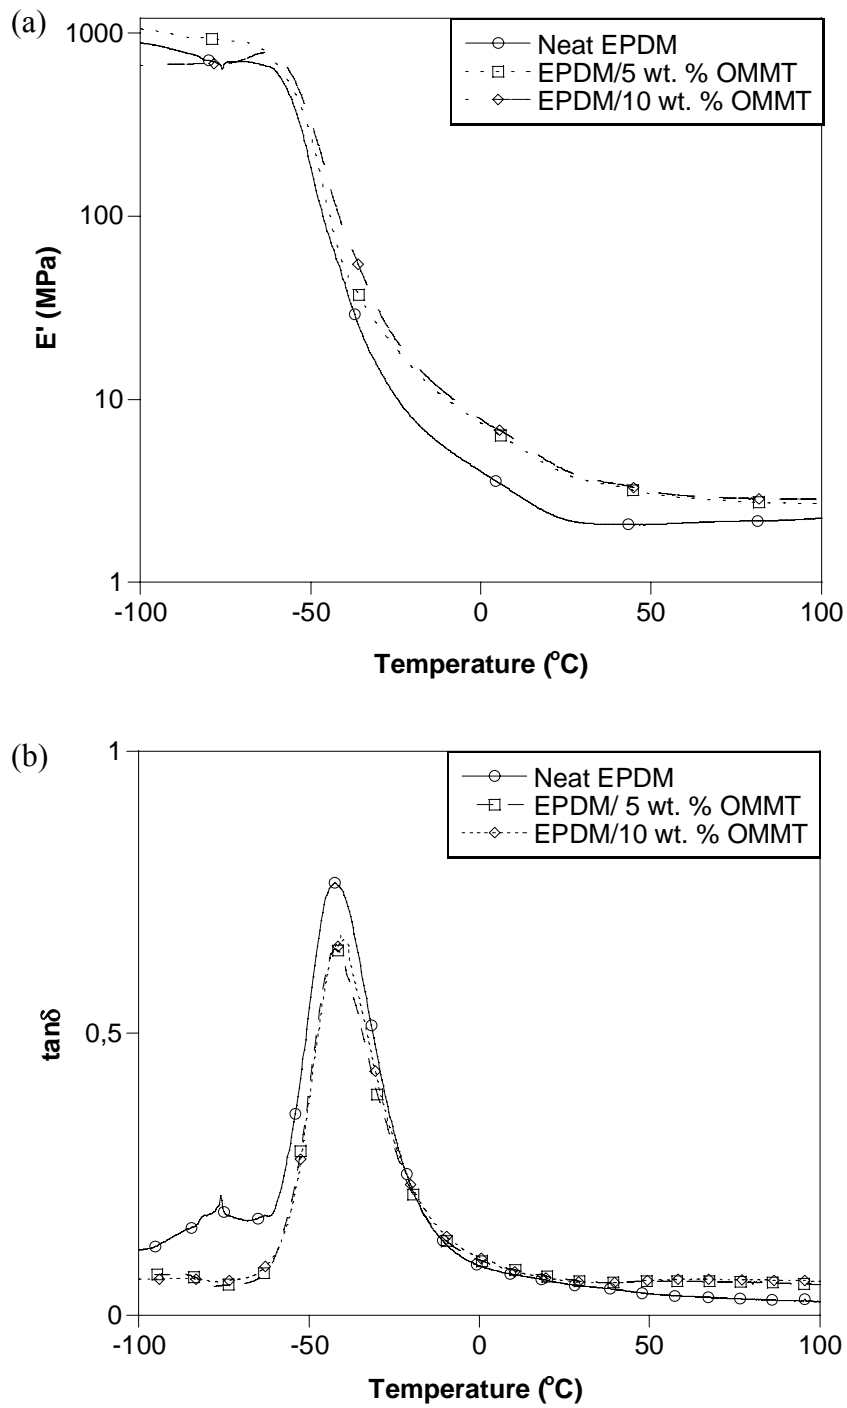 (a)
1000
100
10
1
E' (MPa)
Neat EPDM
EPDM/5 wt. % OMMT
EPDM/10 wt. % OMMT
-100
-50
0
50
100
Temperature (°C)
(b)
1
0,5
0
tanδ
Neat EPDM
EPDM/ 5 wt. % OMMT
EPDM/10 wt. % OMMT
-100
-50
0
50
100
Temperature (°C)